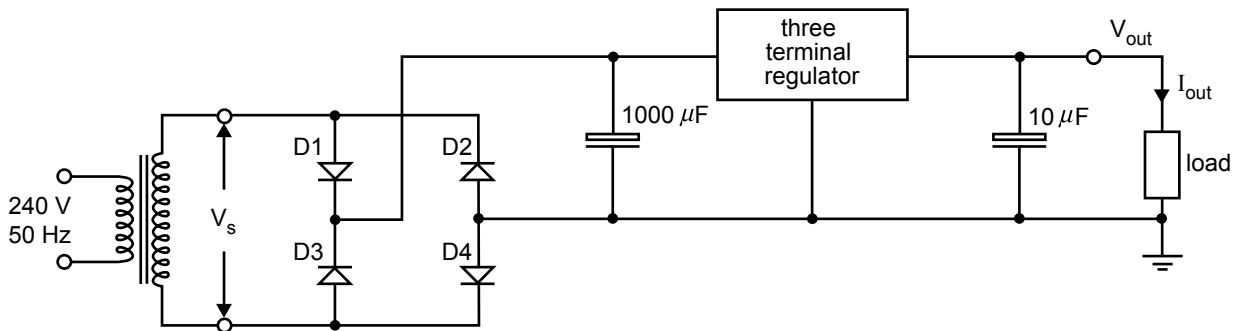 three
terminal
regulator
V_out
I_out
1000 µF
10 µF
load
D1
D2
240 V
50 Hz
V_s
D3
D4